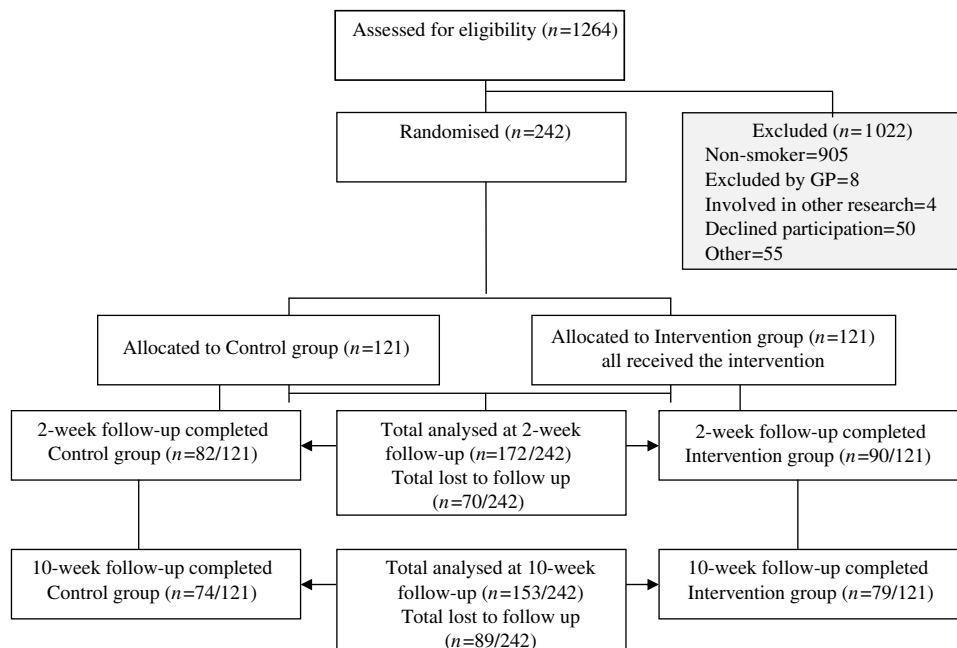 Assessed for eligibility (n=1264)
Randomised (n=242)
Excluded (n=1022)
Non-smoker=905
Excluded by GP=8
Involved in other research=4
Declined participation=50
Other=55
Allocated to Control group (n=121)
Allocated to Intervention group (n=121)
all received the intervention
2-week follow-up completed
Control group (n=82/121)
Total analysed at 2-week
follow-up (n=172/242)
Total lost to follow up
(n=70/242)
2-week follow-up completed
Intervention group (n=90/121)
10-week follow-up completed
Control group (n=74/121)
Total analysed at 10-week
follow-up (n=153/242)
Total lost to follow up
(n=89/242)
10-week follow-up completed
Intervention group (n=79/121)